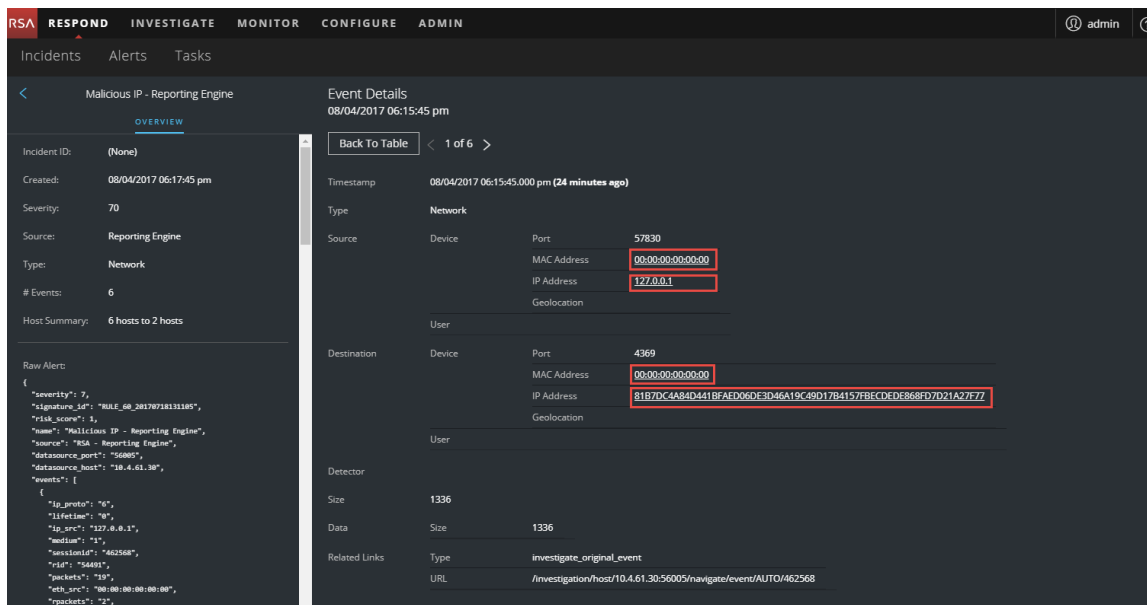 RSA RESPOND INVESTIGATE MONITOR CONFIGURE ADMIN admin
Incidents Alerts Tasks
Malicious IP - Reporting Engine
OVERVIEW
Incident ID: (None)
Created: 08/04/2017 06:17:45 pm
Severity: 70
Source: Reporting Engine
Type: Network
# Events: 6
Host Summary: 6 hosts to 2 hosts
Raw Alert:
{
"severity": 7,
"signature_id": "RULE_60_20170718131105",
"risk_score": 1,
"name": "Malicious IP - Reporting Engine",
"source": "RSA - Reporting Engine",
"datasource_port": "56005",
"datasource_host": "10.4.61.30",
"events": [
{
"ip_proto": "6",
"lifetime": "0",
"ip_src": "127.0.0.1",
"medium": "1",
"sessionid": "462568",
"rid": "54491",
"packets": "19",
"eth_src": "00:00:00:00:00:00",
"rpackets": "2",
Event Details
08/04/2017 06:15:45 pm
Back To Table < 1 of 6 >
Timestamp 08/04/2017 06:15:45.000 pm (24 minutes ago)
Type Network
Source Device Port 57830
MAC Address 00:00:00:00:00:00
IP Address 127.0.0.1
Geolocation
User
Destination Device Port 4369
MAC Address 00:00:00:00:00:00
IP Address 81B7DC4A84D441BFAED06DE3D46A19C49D17B4157FBECDEDE868FD7D21A27F77
Geolocation
User
Detector
Size 1336
Data Size 1336
Related Links Type investigate_original_event
URL /investigation/host/10.4.61.30:56005/navigate/event/AUTO/462568